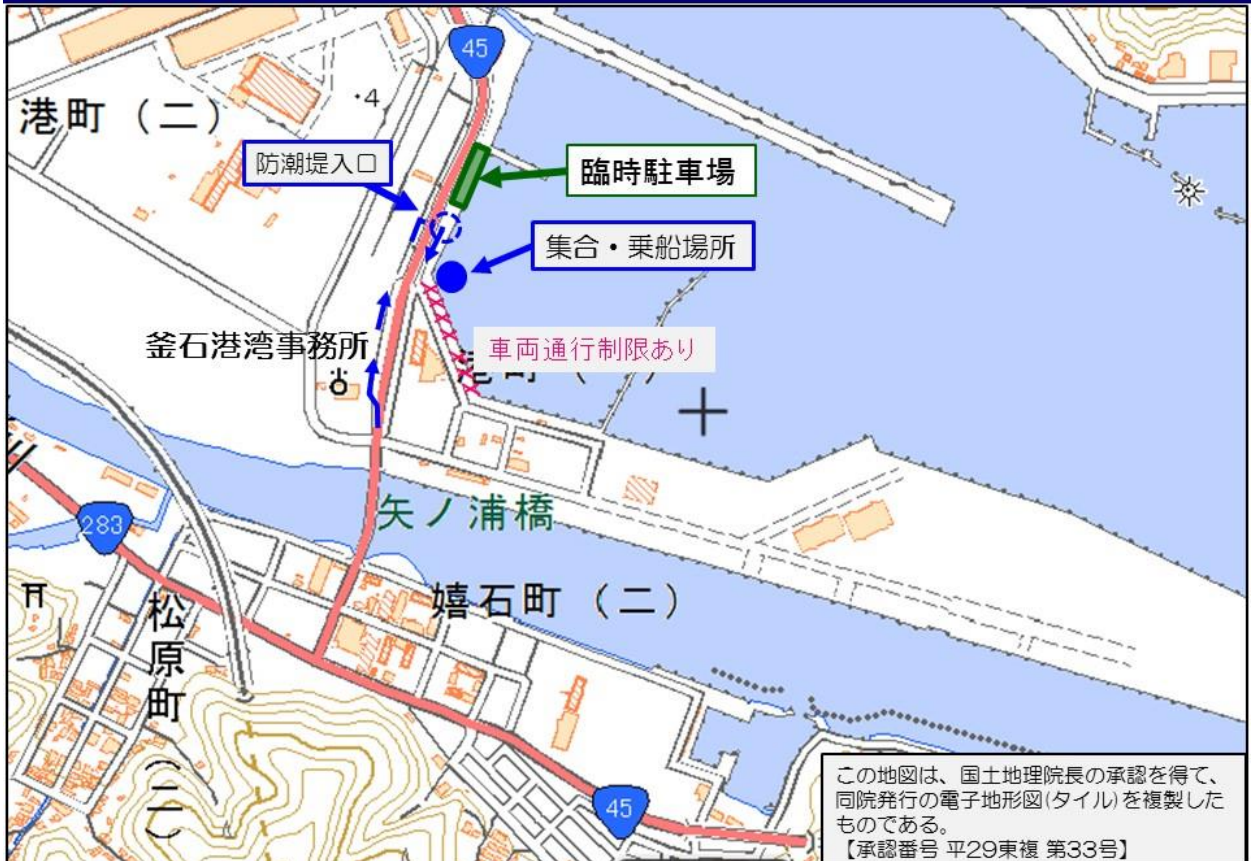 45
港町（二）
・4
防潮堤入口
臨時駐車場
集合・乗船場所
釜石港湾事務所
車両通行制限あり
矢ノ浦橋
283
嬉石町（二）
松原町（二）
45
この地図は、国土地理院長の承認を得て、
同院発行の電子地形図(タイル)を複製した
ものである。
【承認番号 平29東複 第33号】